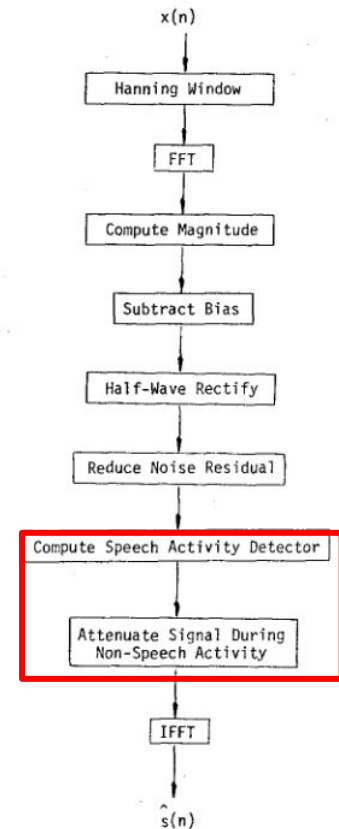 x(n)
Hanning Window
FFT
Compute Magnitude
Subtract Bias
Half-Wave Rectify
Reduce Noise Residual
Compute Speech Activity Detector
Attenuate Signal During
Non-Speech Activity
IFFT
ŝ(n)